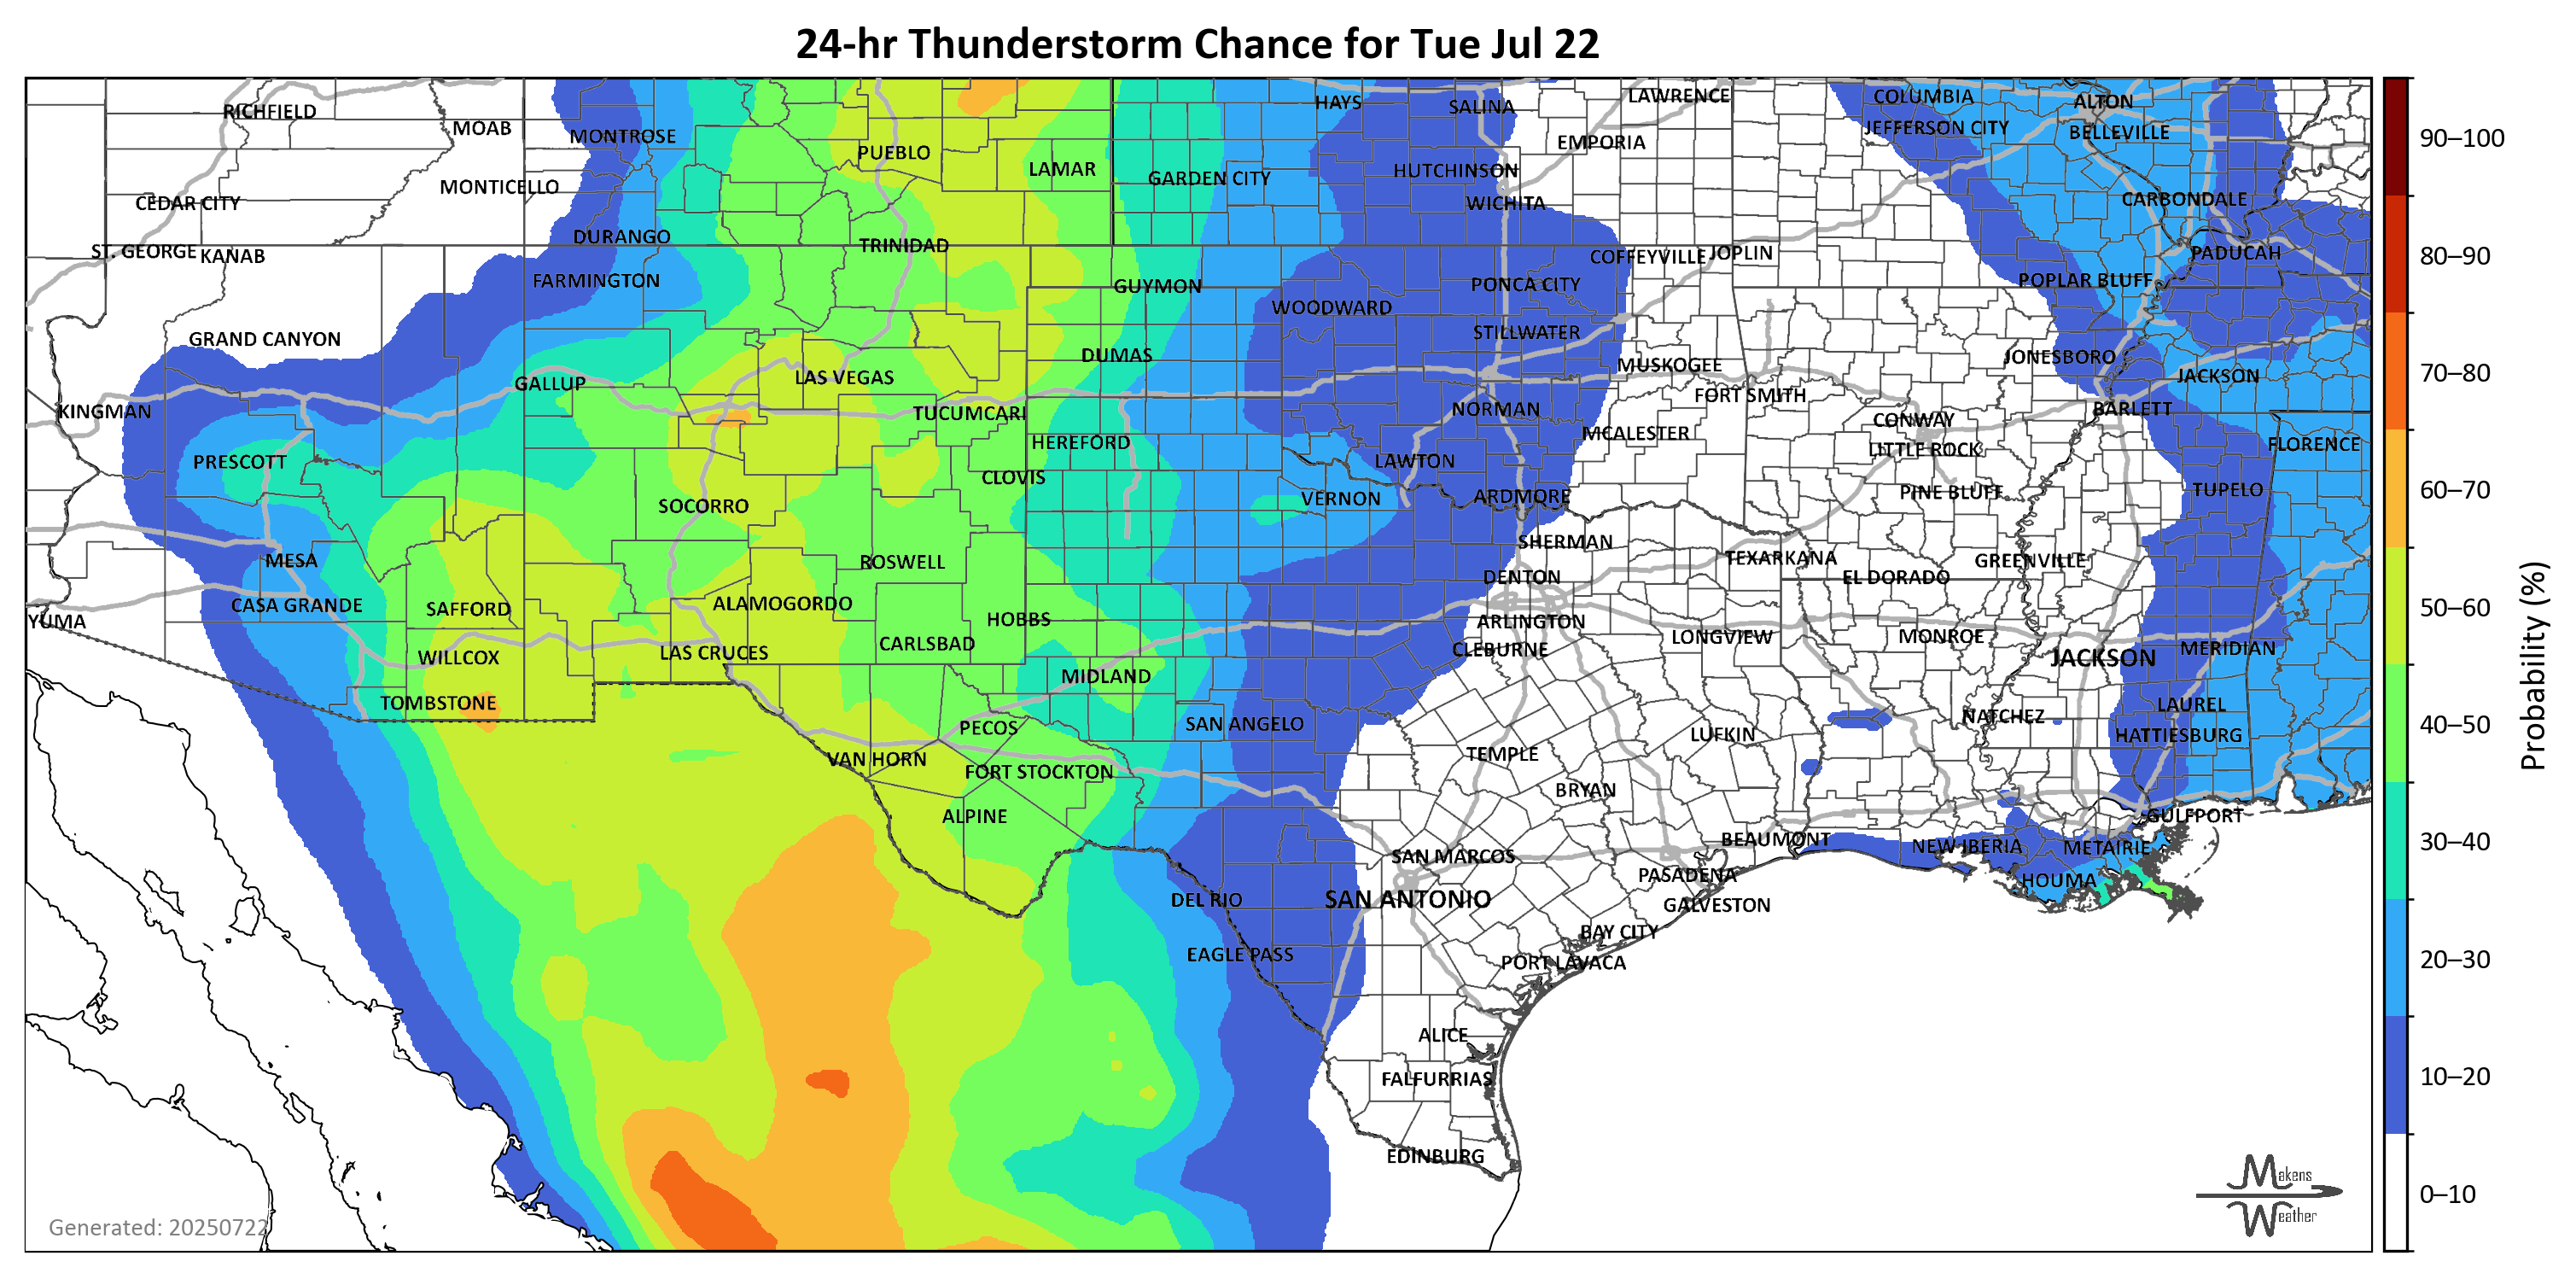 24-hr Thunderstorm Chance for Tue Jul 22
RICHFIELD
MOAB
MONTROSE
PUEBLO
LAMAR
GARDEN CITY
HAYS
SALINA
LAWRENCE
EMPORIA
COLUMBIA
JEFFERSON CITY
ALTON
BELLEVILLE
CEDAR CITY
MONTICELLO
HUTCHINSON
WICHITA
CARBONDALE
ST. GEORGE
KANAB
DURANGO
TRINIDAD
COFFEYVILLE
JOPLIN
PADUCAH
FARMINGTON
GUYMON
WOODWARD
PONCA CITY
POPLAR BLUFF
GRAND CANYON
STILLWATER
DUMAS
MUSKOGEE
JONESBORO
JACKSON
KINGMAN
GALLUP
LAS VEGAS
TUCUMCARI
NORMAN
FORT SMITH
CONWAY
BARLETT
PRESCOTT
HEREFORD
CLOVIS
LAWTON
MCALESTER
LITTLE ROCK
FLORENCE
SOCORRO
VERNON
ARDMORE
PINE BLUFF
TUPELO
MESA
ROSWELL
SHERMAN
TEXARKANA
GREENVILLE
CASA GRANDE
SAFFORD
ALAMOGORDO
DENTON
EL DORADO
YUMA
HOBBS
ARLINGTON
WILLCOX
LAS CRUCES
CARLSBAD
CLEBURNE
LONGVIEW
MONROE
JACKSON
MERIDIAN
TOMBSTONE
MIDLAND
PECOS
SAN ANGELO
LUFKIN
NATCHEZ
LAUREL
HATTIESBURG
VAN HORN
FORT STOCKTON
TEMPLE
BRYAN
ALPINE
BEAUMONT
GULFPORT
SAN MARCOS
NEW IBERIA
METAIRIE
PASADENA
HOUMA
DEL RIO
SAN ANTONIO
GALVESTON
EAGLE PASS
BAY CITY
PORT LAVACA
ALICE
FALFURRIAS
EDINBURG
Generated: 20250722
Makens
Weather
90–100
80–90
70–80
60–70
50–60
40–50
30–40
20–30
10–20
0–10
Probability (%)